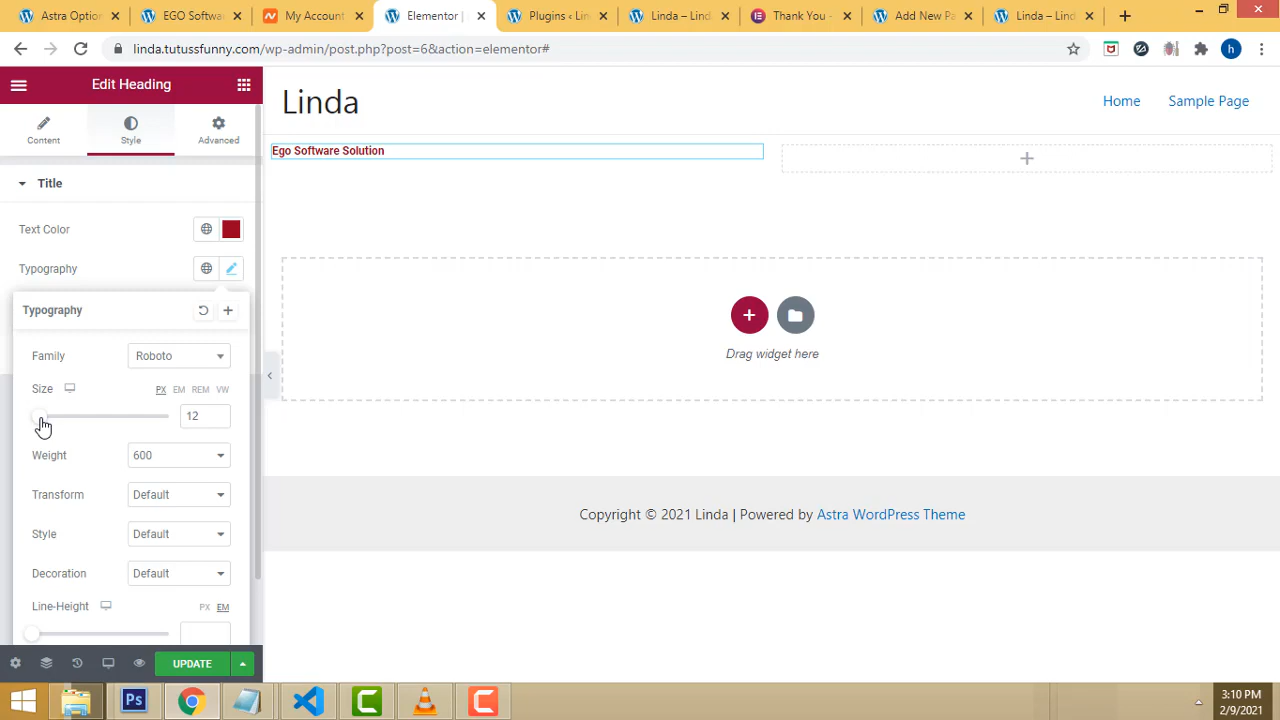 Astra Option
EGO Softwa
My Account
Elementor |
Plugins ‹ Lin
Linda – Lind
Thank You -
Add New Pa
Linda – Lind
linda.tutussfunny.com/wp-admin/post.php?post=6&action=elementor#
h
Edit Heading
Content
Style
Advanced
Title
Text Color
Typography
Typography
Family
Roboto
Size
PX EM REM VW
12
Weight
600
Transform
Default
Style
Default
Decoration
Default
Line-Height
PX EM
UPDATE
Linda
Home
Sample Page
Ego Software Solution
Drag widget here
Copyright © 2021 Linda | Powered by Astra WordPress Theme
Ps
3:10 PM
2/9/2021